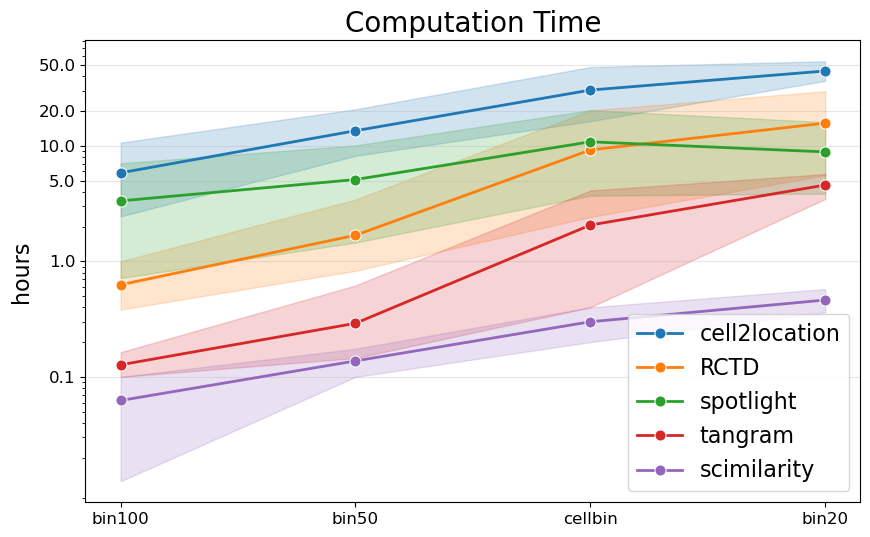 Computation Time
hours
50.0
20.0
10.0
5.0
1.0
0.1
bin100
bin50
cellbin
bin20
cell2location
RCTD
spotlight
tangram
scimilarity